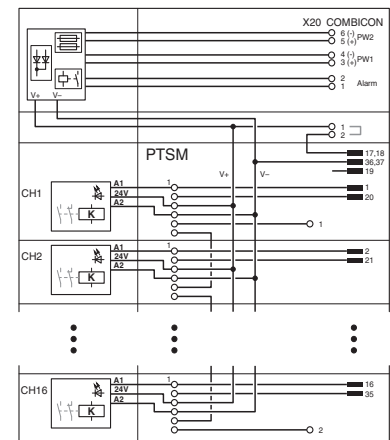 X20 COMBICON
6 (-)
5 (+) PW2
4 (-)
3 (+) PW1
2
1 Alarm
V+ V–
1
2
PTSM
17,18
36,37
19
V+ V–
CH1
A1
24V
A2
K
1
1
20
1
CH2
A1
24V
A2
K
1
2
21
CH16
A1
24V
A2
K
1
16
35
2